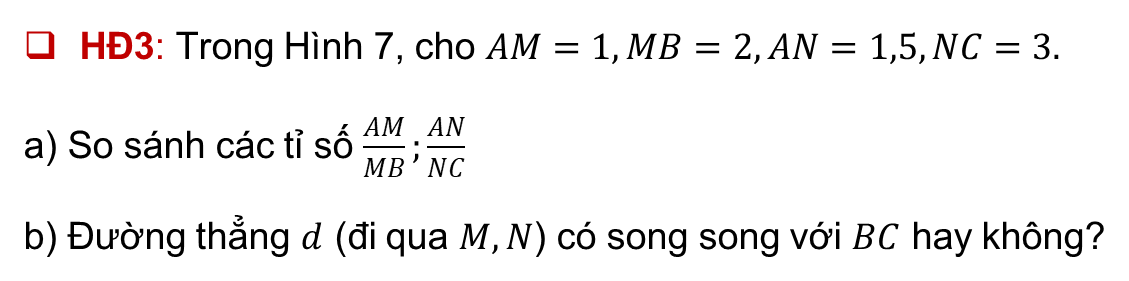 ❑ HĐ3: Trong Hình 7, cho AM = 1, MB = 2, AN = 1,5, NC = 3.
a) So sánh các tỉ số AM/MB ; AN/NC
b) Đường thẳng d (đi qua M, N) có song song với BC hay không?